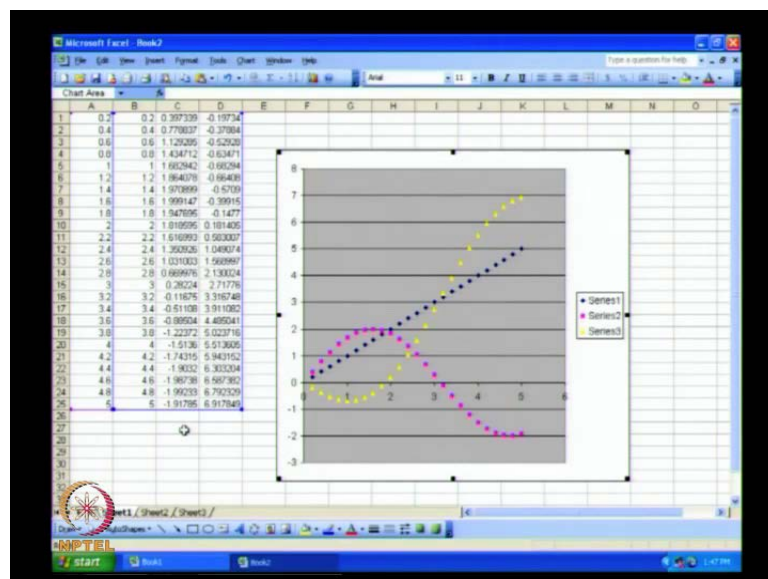 Microsoft Excel - Book2
File Edit View Insert Format Tools Chart Window Help
Type a question for help
Arial 11 B I U
Chart Area
A B C D E F G H I J K L M N O
1 0.2 0.2 0.397339 -0.19734
2 0.4 0.4 0.778837 -0.37884
3 0.6 0.6 1.129285 -0.52928
4 0.8 0.8 1.434712 -0.63471
5 1 1 1.682942 -0.68294
6 1.2 1.2 1.864078 -0.66408
7 1.4 1.4 1.970899 -0.5709
8 1.6 1.6 1.999147 -0.39915
9 1.8 1.8 1.947695 -0.1477
10 2 2 1.818595 0.181405
11 2.2 2.2 1.616993 0.583007
12 2.4 2.4 1.350926 1.049074
13 2.6 2.6 1.031003 1.568997
14 2.8 2.8 0.669976 2.130024
15 3 3 0.28224 2.71776
16 3.2 3.2 -0.11675 3.316748
17 3.4 3.4 -0.51108 3.911082
18 3.6 3.6 -0.88504 4.485041
19 3.8 3.8 -1.22372 5.023716
20 4 4 -1.5136 5.513605
21 4.2 4.2 -1.74315 5.943152
22 4.4 4.4 -1.9032 6.303204
23 4.6 4.6 -1.98738 6.587382
24 4.8 4.8 -1.99233 6.792329
25 5 5 -1.91785 6.917849
26
27
28
29
30
31
8
7
6
5
4
3
2
1
0
-1
-2
-3
0 1 2 3 4 5 6
Series1
Series2
Series3
Sheet2 / Sheet3 /
AutoShapes
NPTEL
start Book1 Book2 1:47 PM